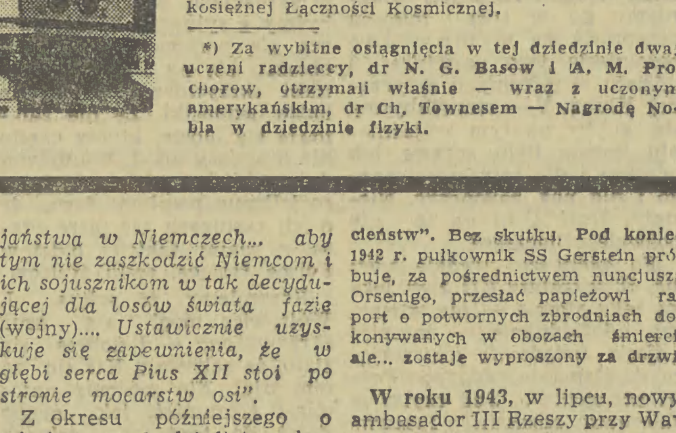 kosiężnej Łączności Kosmicznej.
*) Za wybitne osiągnięcia w tej dziedzinie dwaj
uczeni radzieccy, dr N. G. Basow i A. M. Pro
chorow, otrzymali właśnie — wraz z uczonym
amerykańskim, dr Ch. Townesem — Nagrodę No-
bla w dziedzinie fizyki.
jaństwa w Niemczech... aby
tym nie zaszkodzić Niemcom i
ich sojusznikom w tak decydu-
jącej dla losów świata fazie
(wojny).... Ustawicznie uzys-
kuje się zapewnienia, że w
głębi serca Pius XII stoi po
stronie mocarstw osi".
Z okresu późniejszego o
cieństw". Bez skutku. Pod konie
1942 r. pułkownik SS Gerstein pró
buje, za pośrednictwem nuncjusz
Orsenigo, przesłać papieżowi ra
port o potwornych zbrodniach do
konywanych w obozach śmierci
ale... zostaje wyproszony za drzwi
W roku 1943, w lipcu, nowy
ambasador III Rzeszy przy Wa